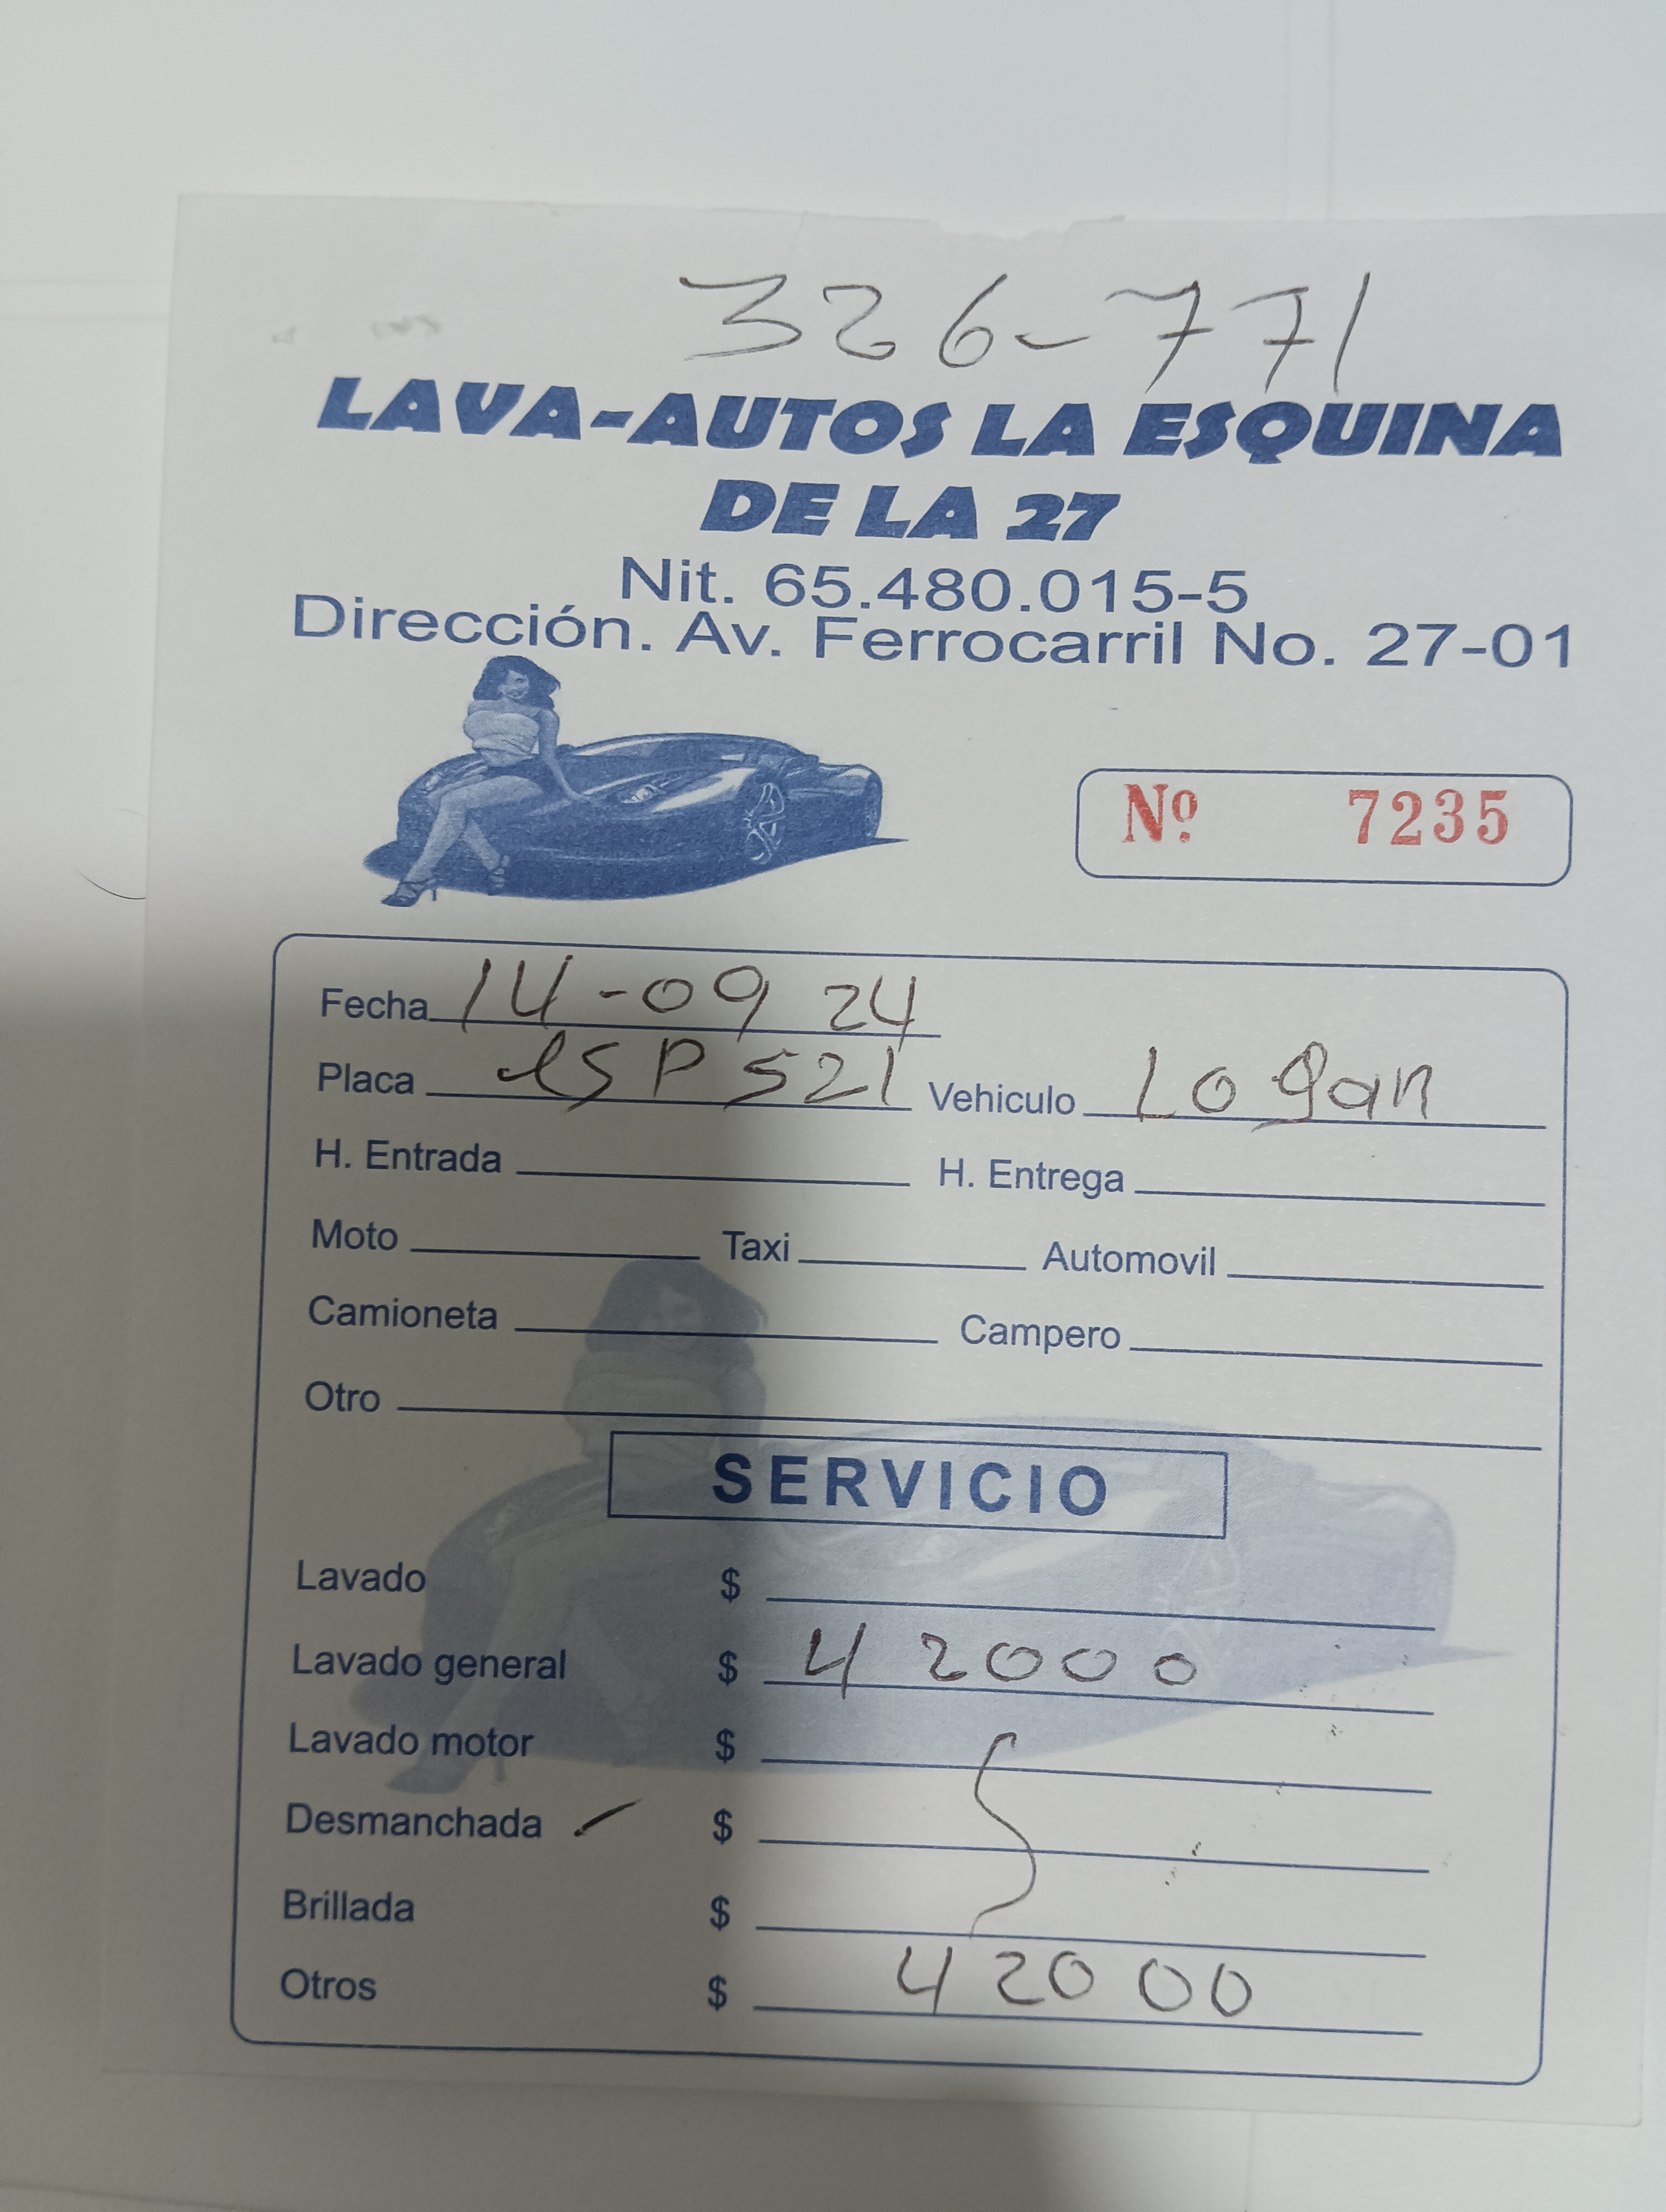 326-771
LAVA-AUTOS LA ESQUINA
DE LA 27
Nit. 65.480.015-5
Dirección. Av. Ferrocarril No. 27-01
Nº 7235
Fecha 14-09 24
Placa esP 521 Vehiculo Logan
H. Entrada H. Entrega
Moto Taxi Automovil
Camioneta Campero
Otro
SERVICIO
Lavado $
Lavado general $ 42000
Lavado motor $
Desmanchada $
Brillada $
Otros $ 42000